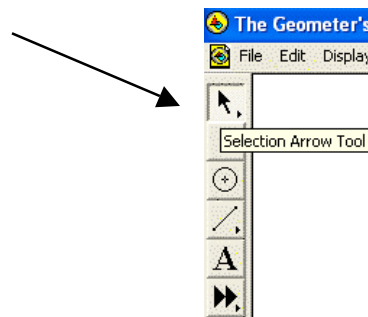 The Geometer's
File Edit Display
Selection Arrow Tool
A